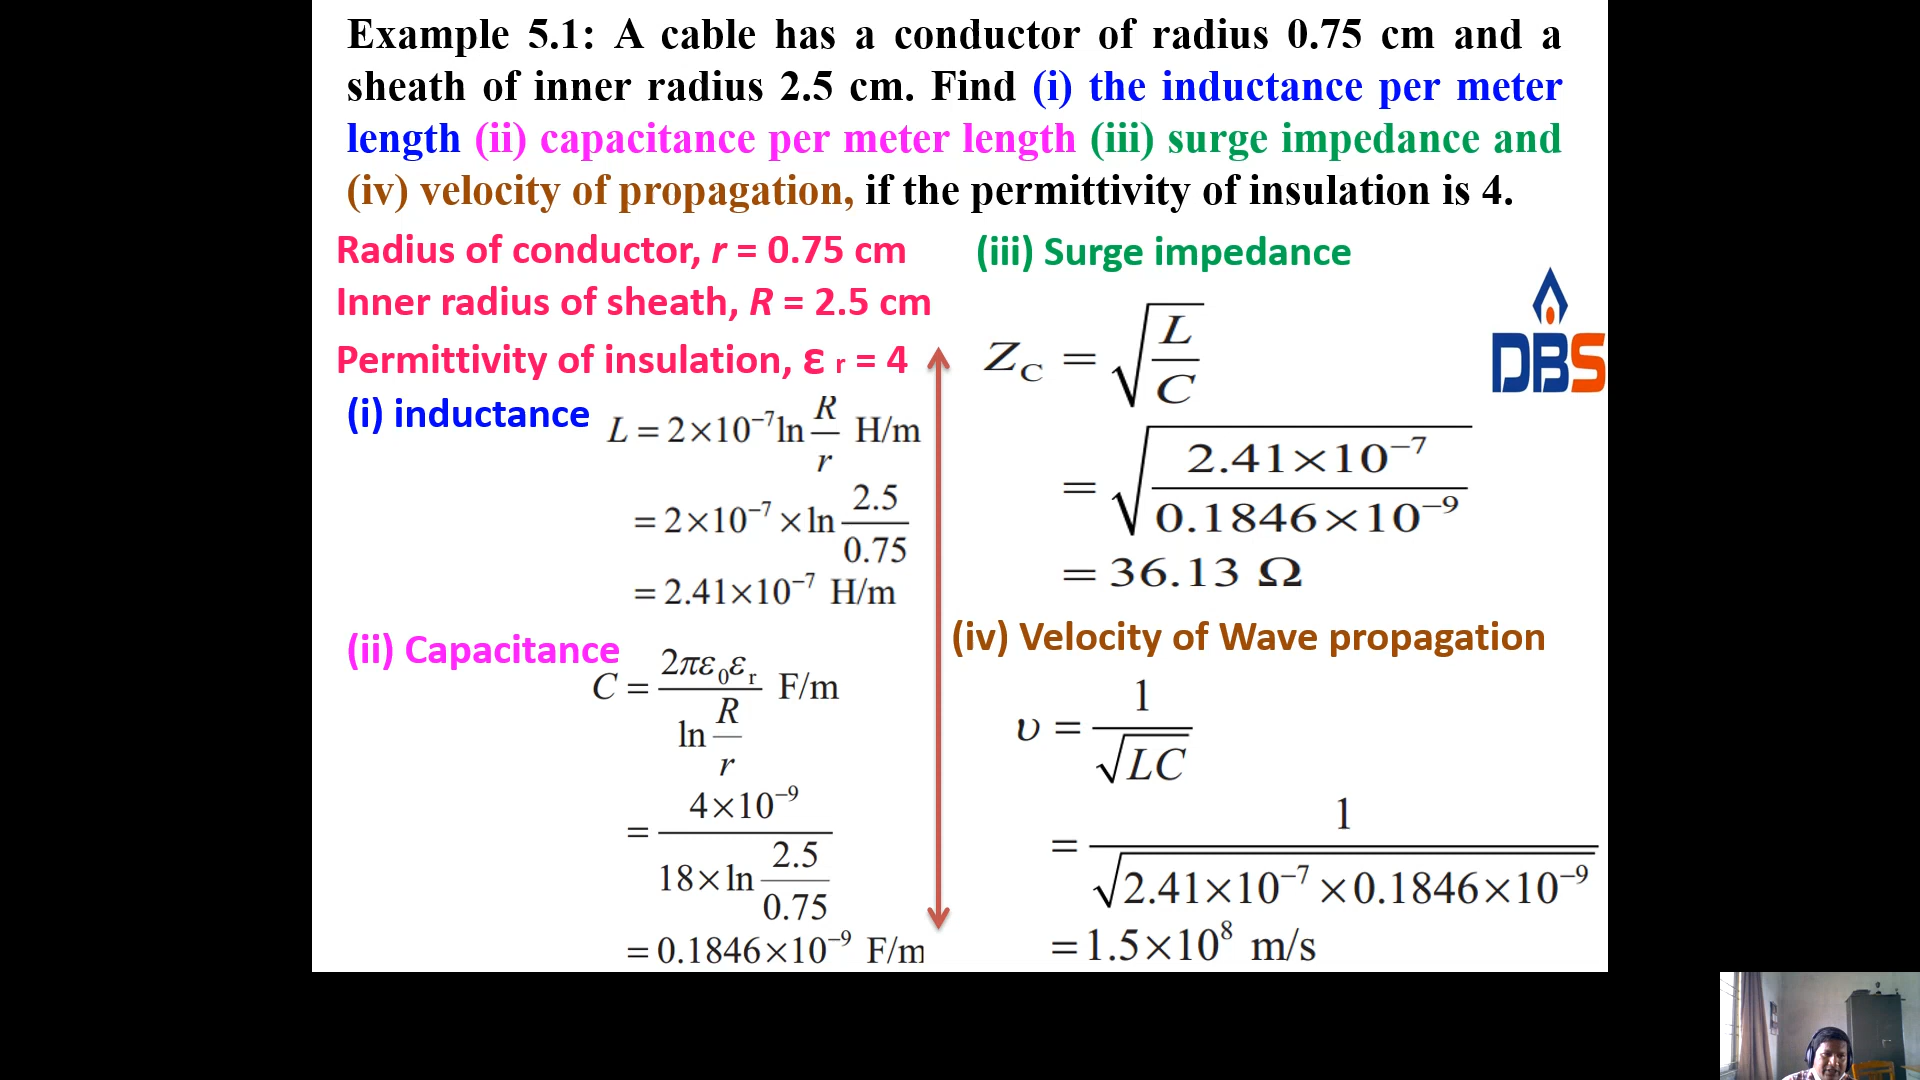 Example 5.1: A cable has a conductor of radius 0.75 cm and a
sheath of inner radius 2.5 cm. Find (i) the inductance per meter
length (ii) capacitance per meter length (iii) surge impedance and
(iv) velocity of propagation, if the permittivity of insulation is 4.
Radius of conductor, r = 0.75 cm
Inner radius of sheath, R = 2.5 cm
Permittivity of insulation, ε r = 4
(i) inductance
L = 2×10⁻⁷ ln R/r H/m
= 2×10⁻⁷ × ln 2.5/0.75
= 2.41×10⁻⁷ H/m
(ii) Capacitance
C = 2πε₀εᵣ / ln R/r F/m
= 4×10⁻⁹ / 18×ln 2.5/0.75
= 0.1846×10⁻⁹ F/m
(iii) Surge impedance
Z_C = √(L/C)
= √(2.41×10⁻⁷ / 0.1846×10⁻⁹)
= 36.13 Ω
(iv) Velocity of Wave propagation
υ = 1/√LC
= 1/√(2.41×10⁻⁷ ×0.1846×10⁻⁹)
= 1.5×10⁸ m/s
DBS